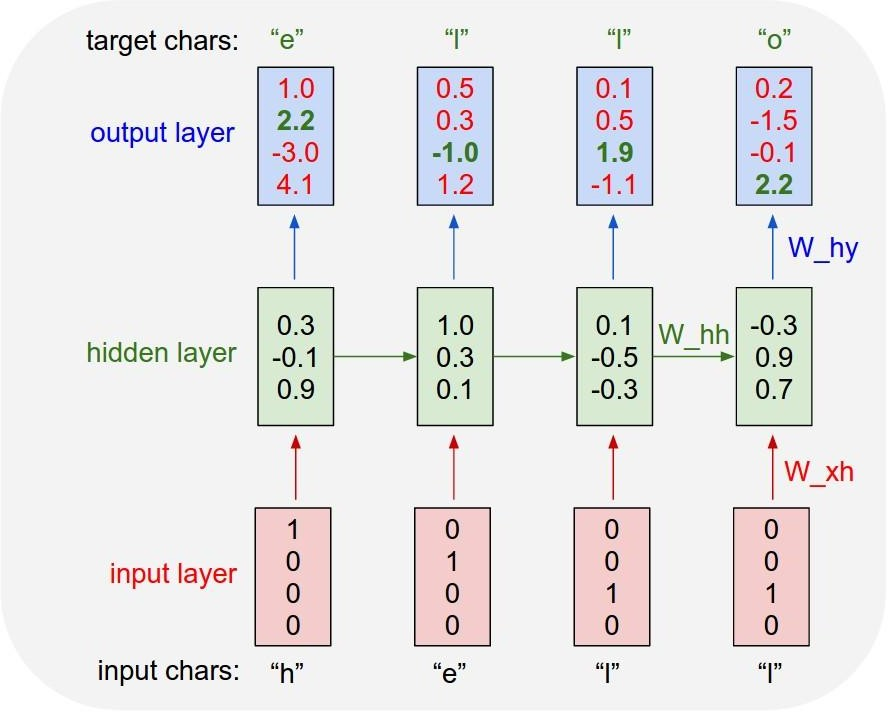 target chars: “e” “l” “l” “o”
1.0 0.5 0.1 0.2
2.2 0.3 0.5 -1.5
output layer
-3.0 -1.0 1.9 -0.1
4.1 1.2 -1.1 2.2
W_hy
0.3 1.0 0.1 -0.3
W_hh
hidden layer -0.1 0.3 -0.5 0.9
0.9 0.1 -0.3 0.7
W_xh
1 0 0 0
0 1 0 0
input layer
0 0 1 1
0 0 0 0
input chars: “h” “e” “l” “l”